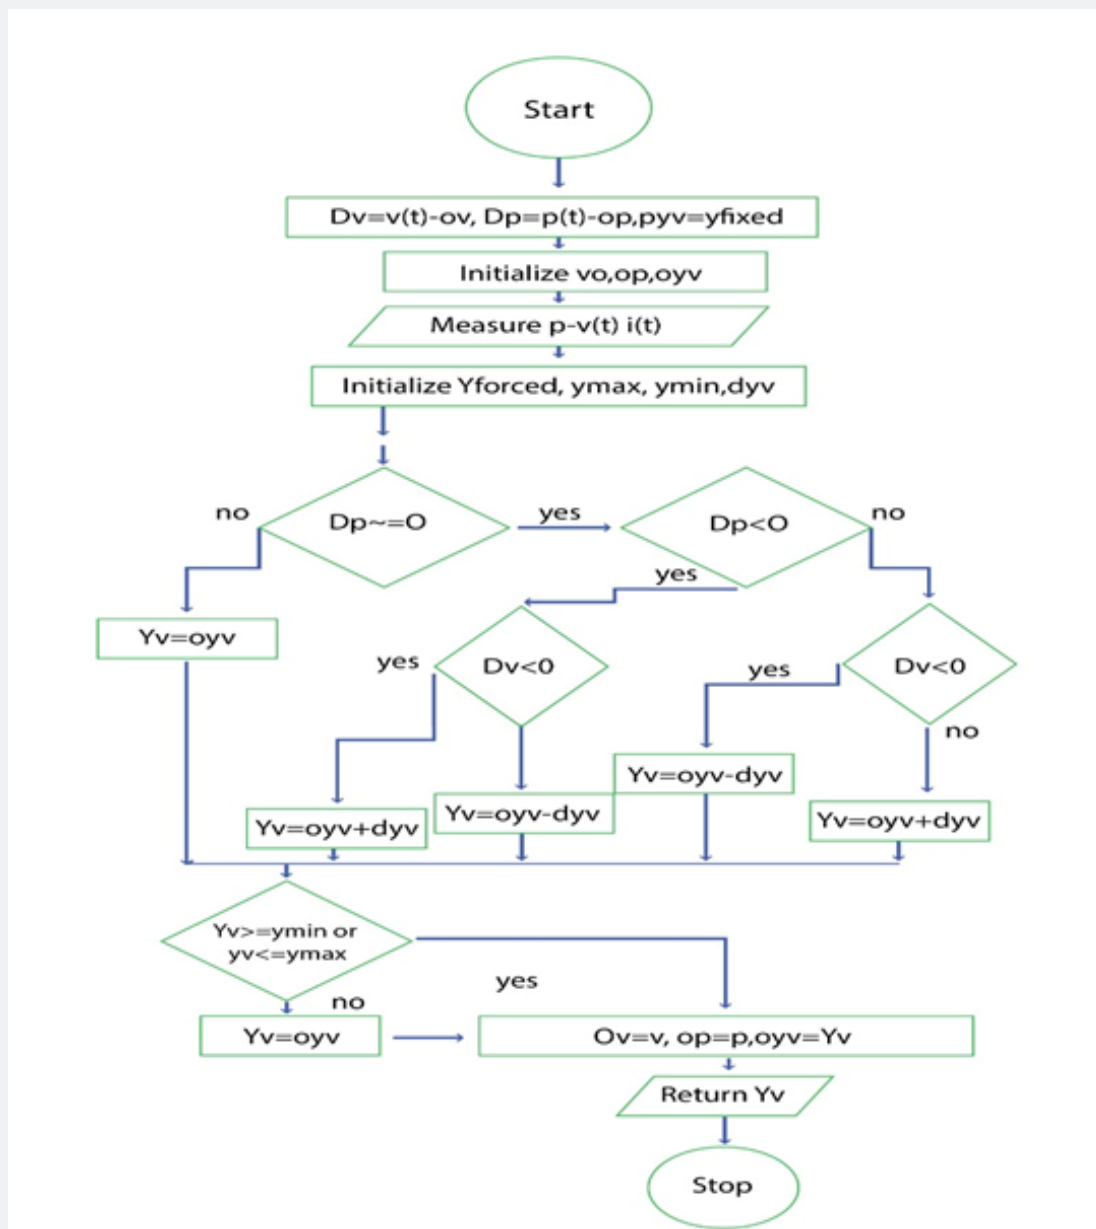 Start
Dv=v(t)-ov, Dp=p(t)-op,pyv=yfixed
Initialize vo,op,oyv
Measure p-v(t) i(t)
Initialize Yforced, ymax, ymin,dyv
no
Dp~=O
yes
Dp<O
no
yes
Yv=oyv
yes
Dv<0
yes
Dv<0
no
Yv=oyv-dyv
Yv=oyv+dyv
Yv=oyv-dyv
Yv=oyv+dyv
Yv>=ymin or
yv<=ymax
yes
no
Yv=oyv
Ov=v, op=p,oyv=Yv
Return Yv
Stop